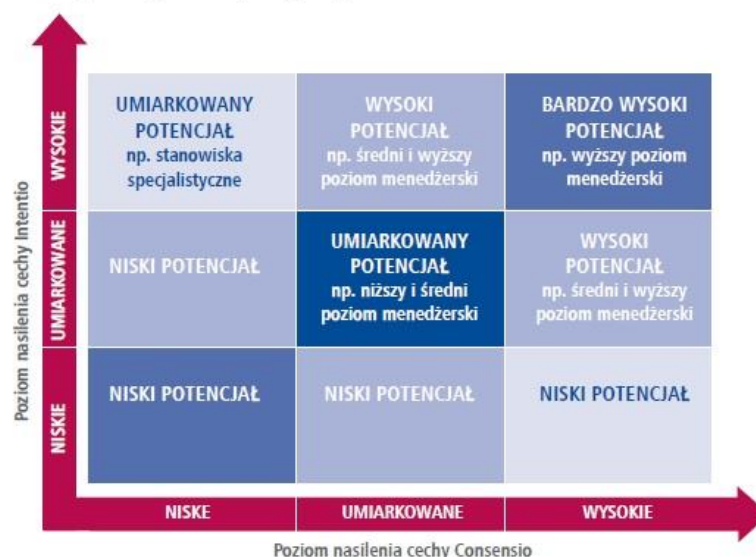 WYSOKIE
UMIARKOWANY
POTENCJAŁ
np. stanowiska
specjalistyczne
WYSOKI
POTENCJAŁ
np. średni i wyższy
poziom menedżerski
BARDZO WYSOKI
POTENCJAŁ
np. wyższy poziom
menedżerski
Poziom nasilenia cechy Intentio
UMIARKOWANE
NISKI POTENCJAŁ
UMIARKOWANY
POTENCJAŁ
np. niższy i średni
poziom menedżerski
WYSOKI
POTENCJAŁ
np. średni i wyższy
poziom menedżerski
NISKIE
NISKI POTENCJAŁ
NISKI POTENCJAŁ
NISKI POTENCJAŁ
NISKE
UMIARKOWANE
WYSOKIE
Poziom nasilenia cechy Consensio